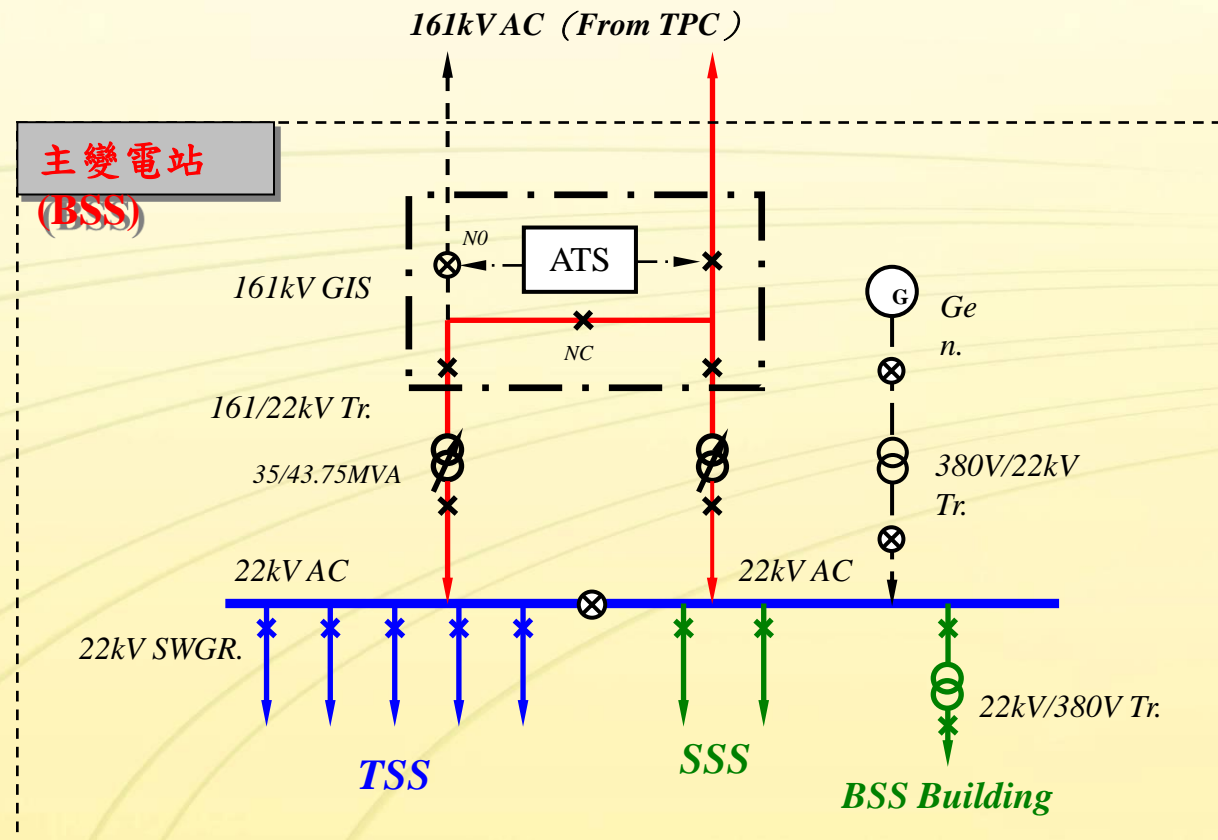 161kV AC（From TPC）
主變電站
(BSS)
N0
ATS
161kV GIS
G
Ge
n.
NC
161/22kV Tr.
35/43.75MVA
380V/22kV
Tr.
22kV AC
22kV AC
22kV SWGR.
22kV/380V Tr.
TSS
SSS
BSS Building